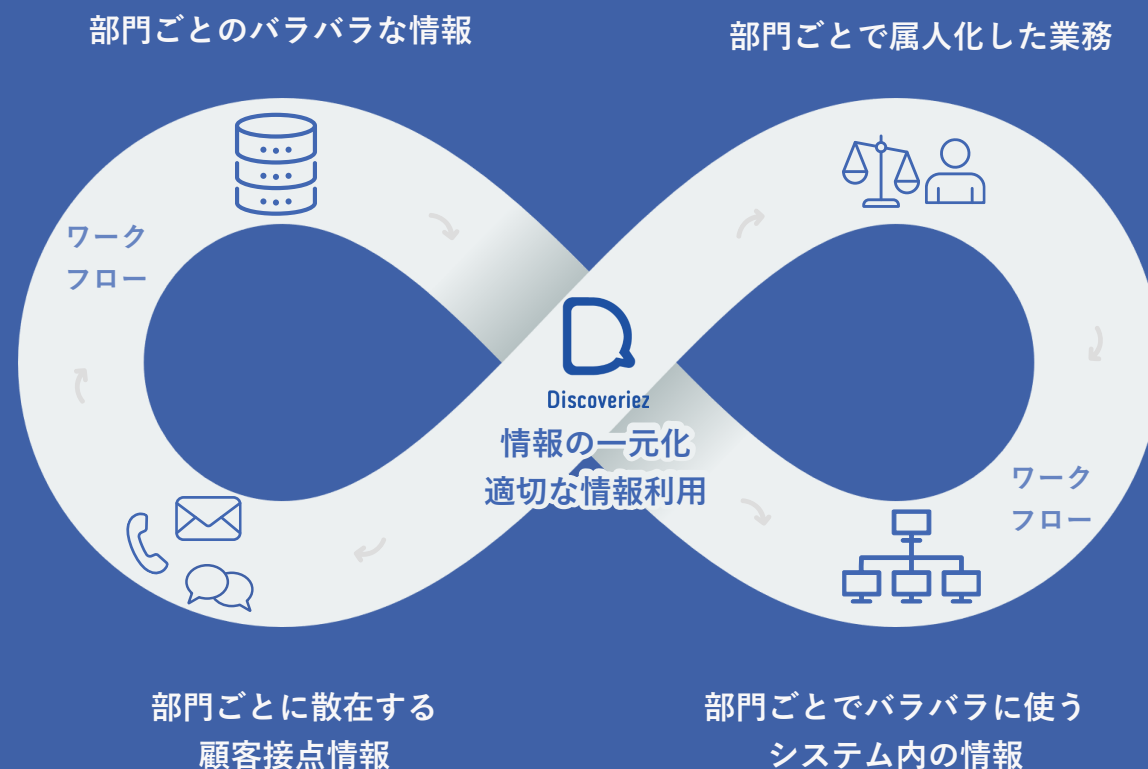 部門ごとのバラバラな情報
部門ごとで属人化した業務
ワーク
フロー
Discoveriez
情報の一元化
適切な情報利用
ワーク
フロー
部門ごとに散在する
顧客接点情報
部門ごとでバラバラに使う
システム内の情報